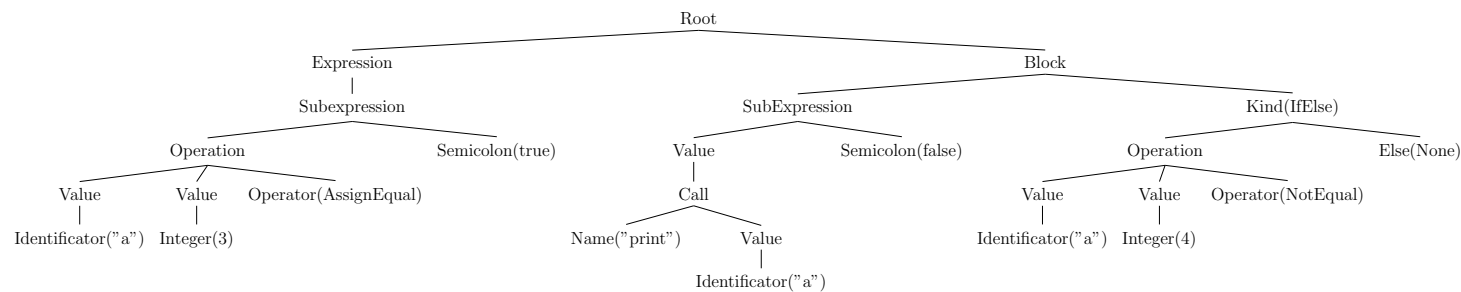 Root
Expression Block
Subexpression SubExpression Kind(IfElse)
Operation Semicolon(true) Value Semicolon(false) Operation Else(None)
Value Value Operator(AssignEqual) Call Value Value Operator(NotEqual)
Identificator("a") Integer(3) Name("print") Value Identificator("a") Integer(4)
Identificator("a")